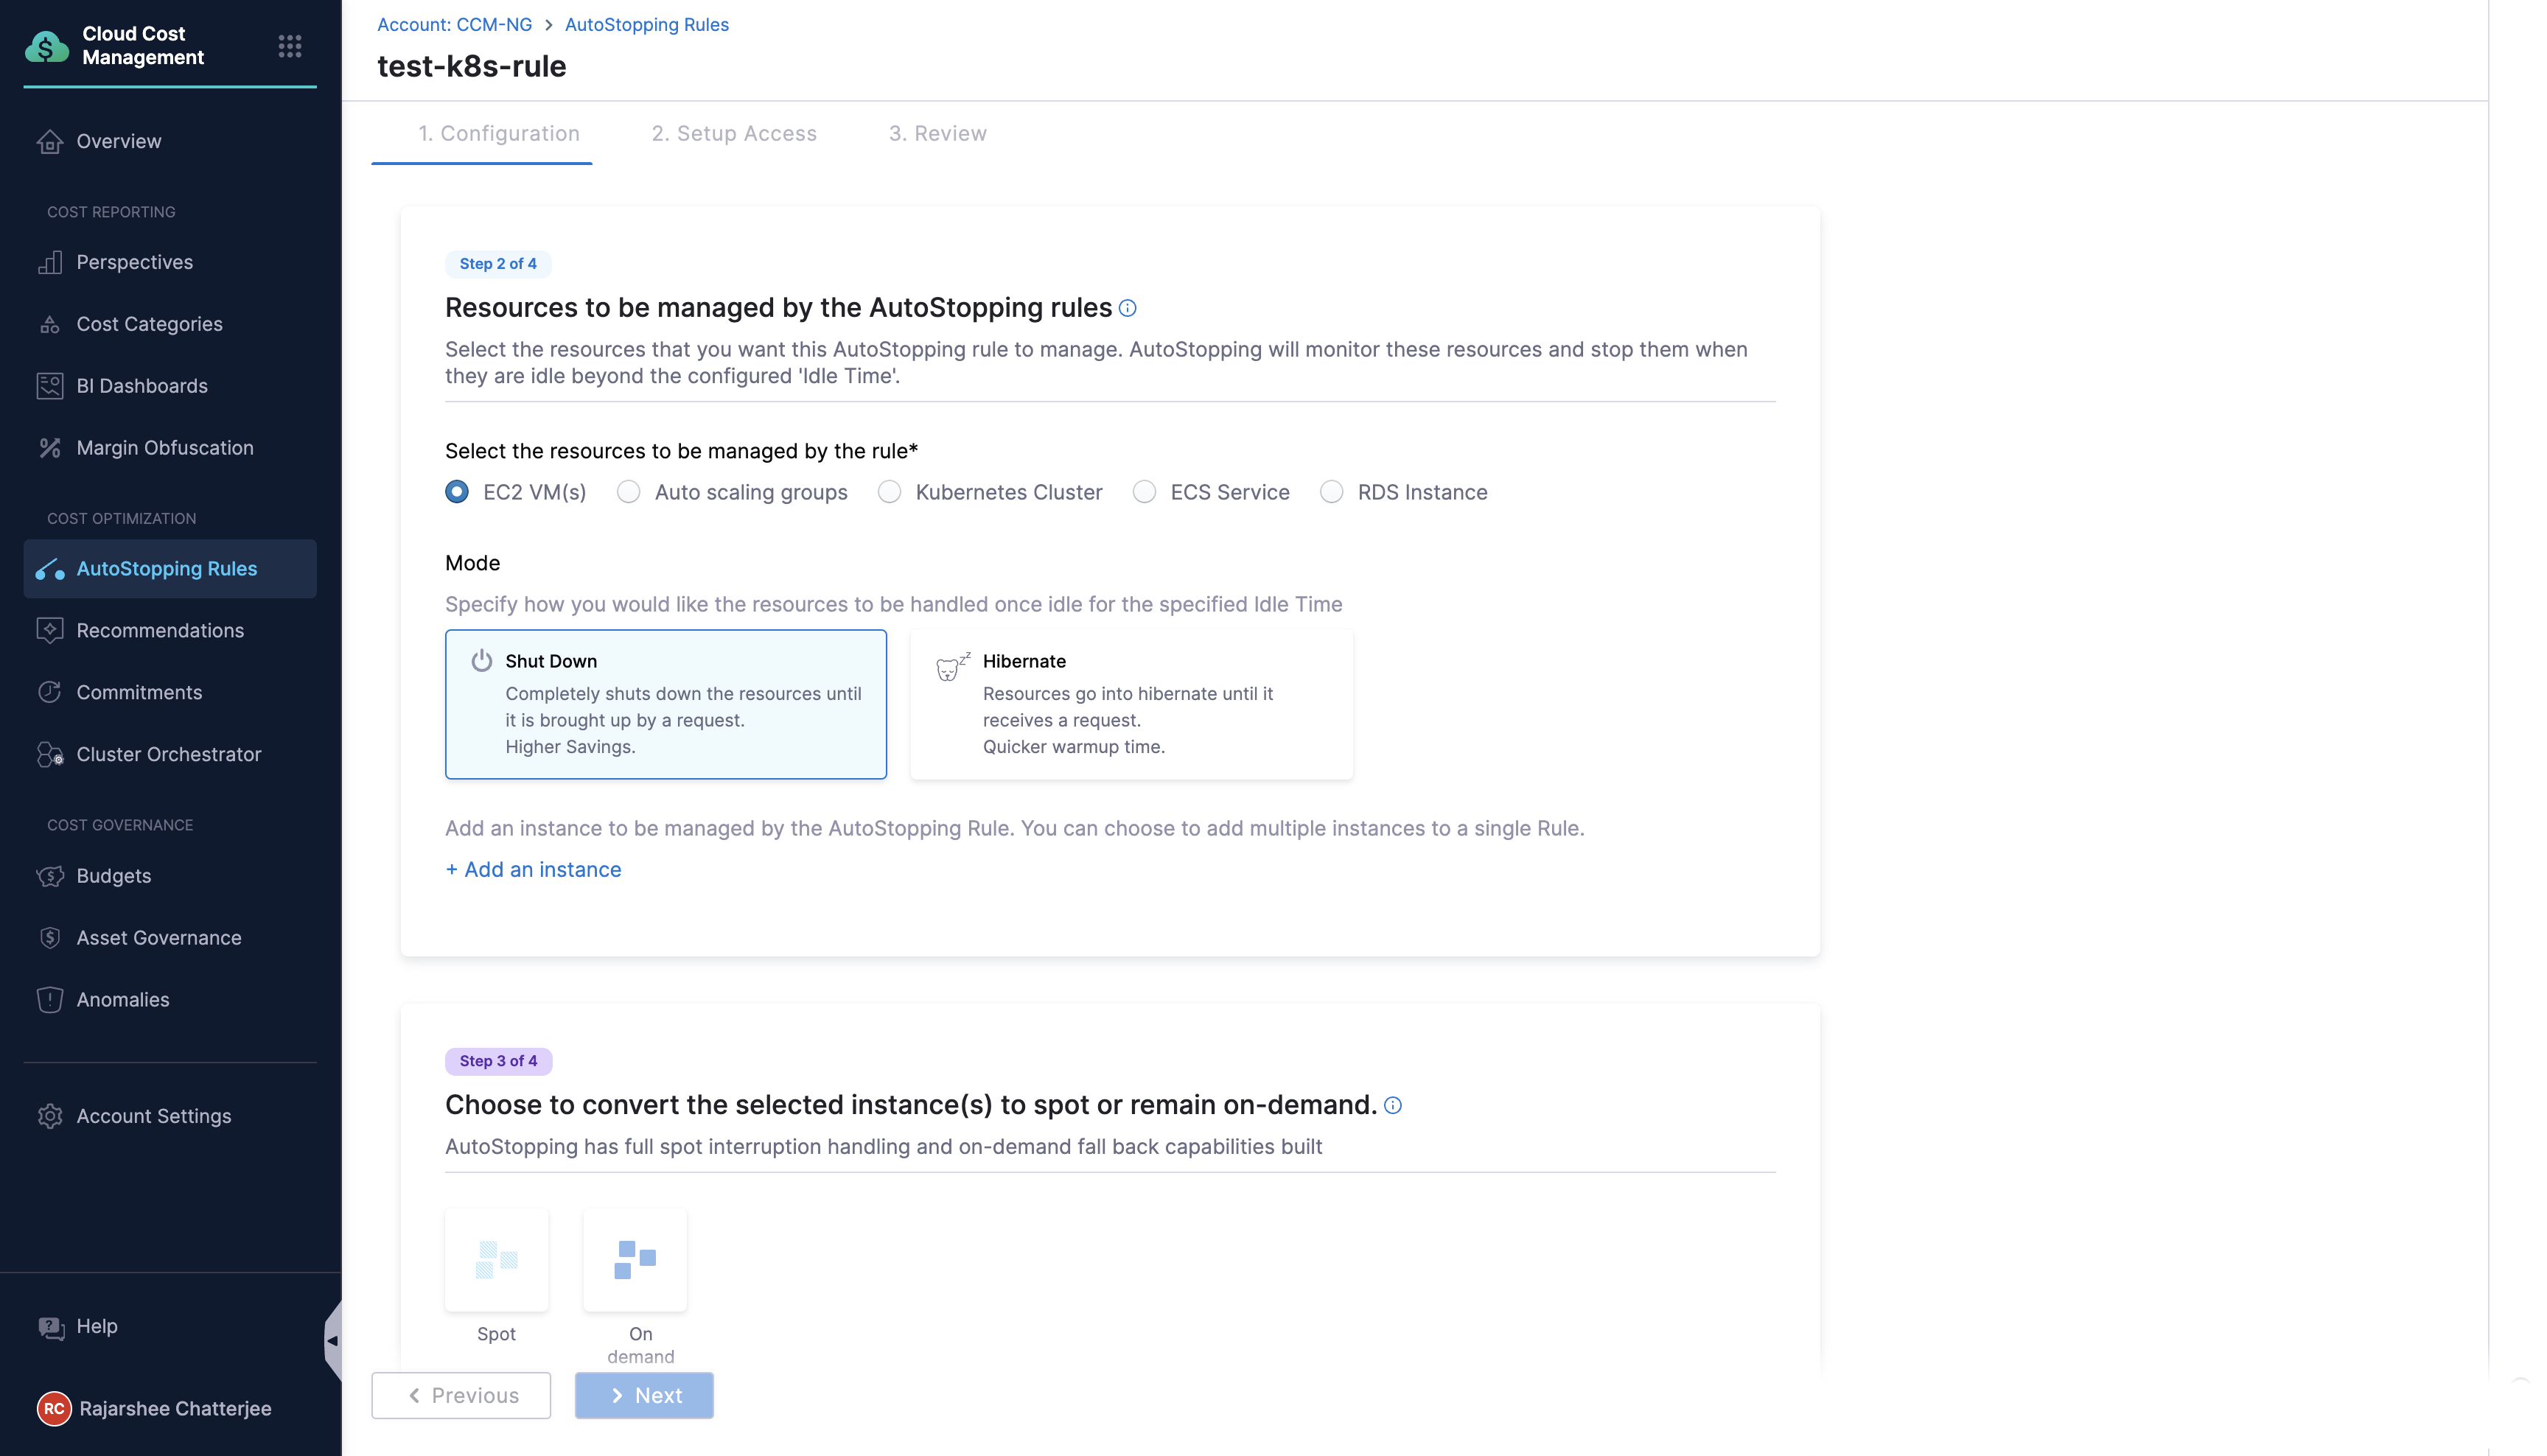 Cloud Cost
Management
Overview
COST REPORTING
Perspectives
Cost Categories
BI Dashboards
Margin Obfuscation
COST OPTIMIZATION
AutoStopping Rules
Recommendations
Commitments
Cluster Orchestrator
COST GOVERNANCE
Budgets
Asset Governance
Anomalies
Account Settings
Help
RC Rajarshee Chatterjee
Account: CCM-NG > AutoStopping Rules
test-k8s-rule
1. Configuration 2. Setup Access 3. Review
Step 2 of 4
Resources to be managed by the AutoStopping rules
Select the resources that you want this AutoStopping rule to manage. AutoStopping will monitor these resources and stop them when
they are idle beyond the configured 'Idle Time'.
Select the resources to be managed by the rule*
EC2 VM(s) Auto scaling groups Kubernetes Cluster ECS Service RDS Instance
Mode
Specify how you would like the resources to be handled once idle for the specified Idle Time
Shut Down
Completely shuts down the resources until
it is brought up by a request.
Higher Savings.
Hibernate
Resources go into hibernate until it
receives a request.
Quicker warmup time.
Add an instance to be managed by the AutoStopping Rule. You can choose to add multiple instances to a single Rule.
+ Add an instance
Step 3 of 4
Choose to convert the selected instance(s) to spot or remain on-demand.
AutoStopping has full spot interruption handling and on-demand fall back capabilities built
Spot
On
demand
Previous
Next